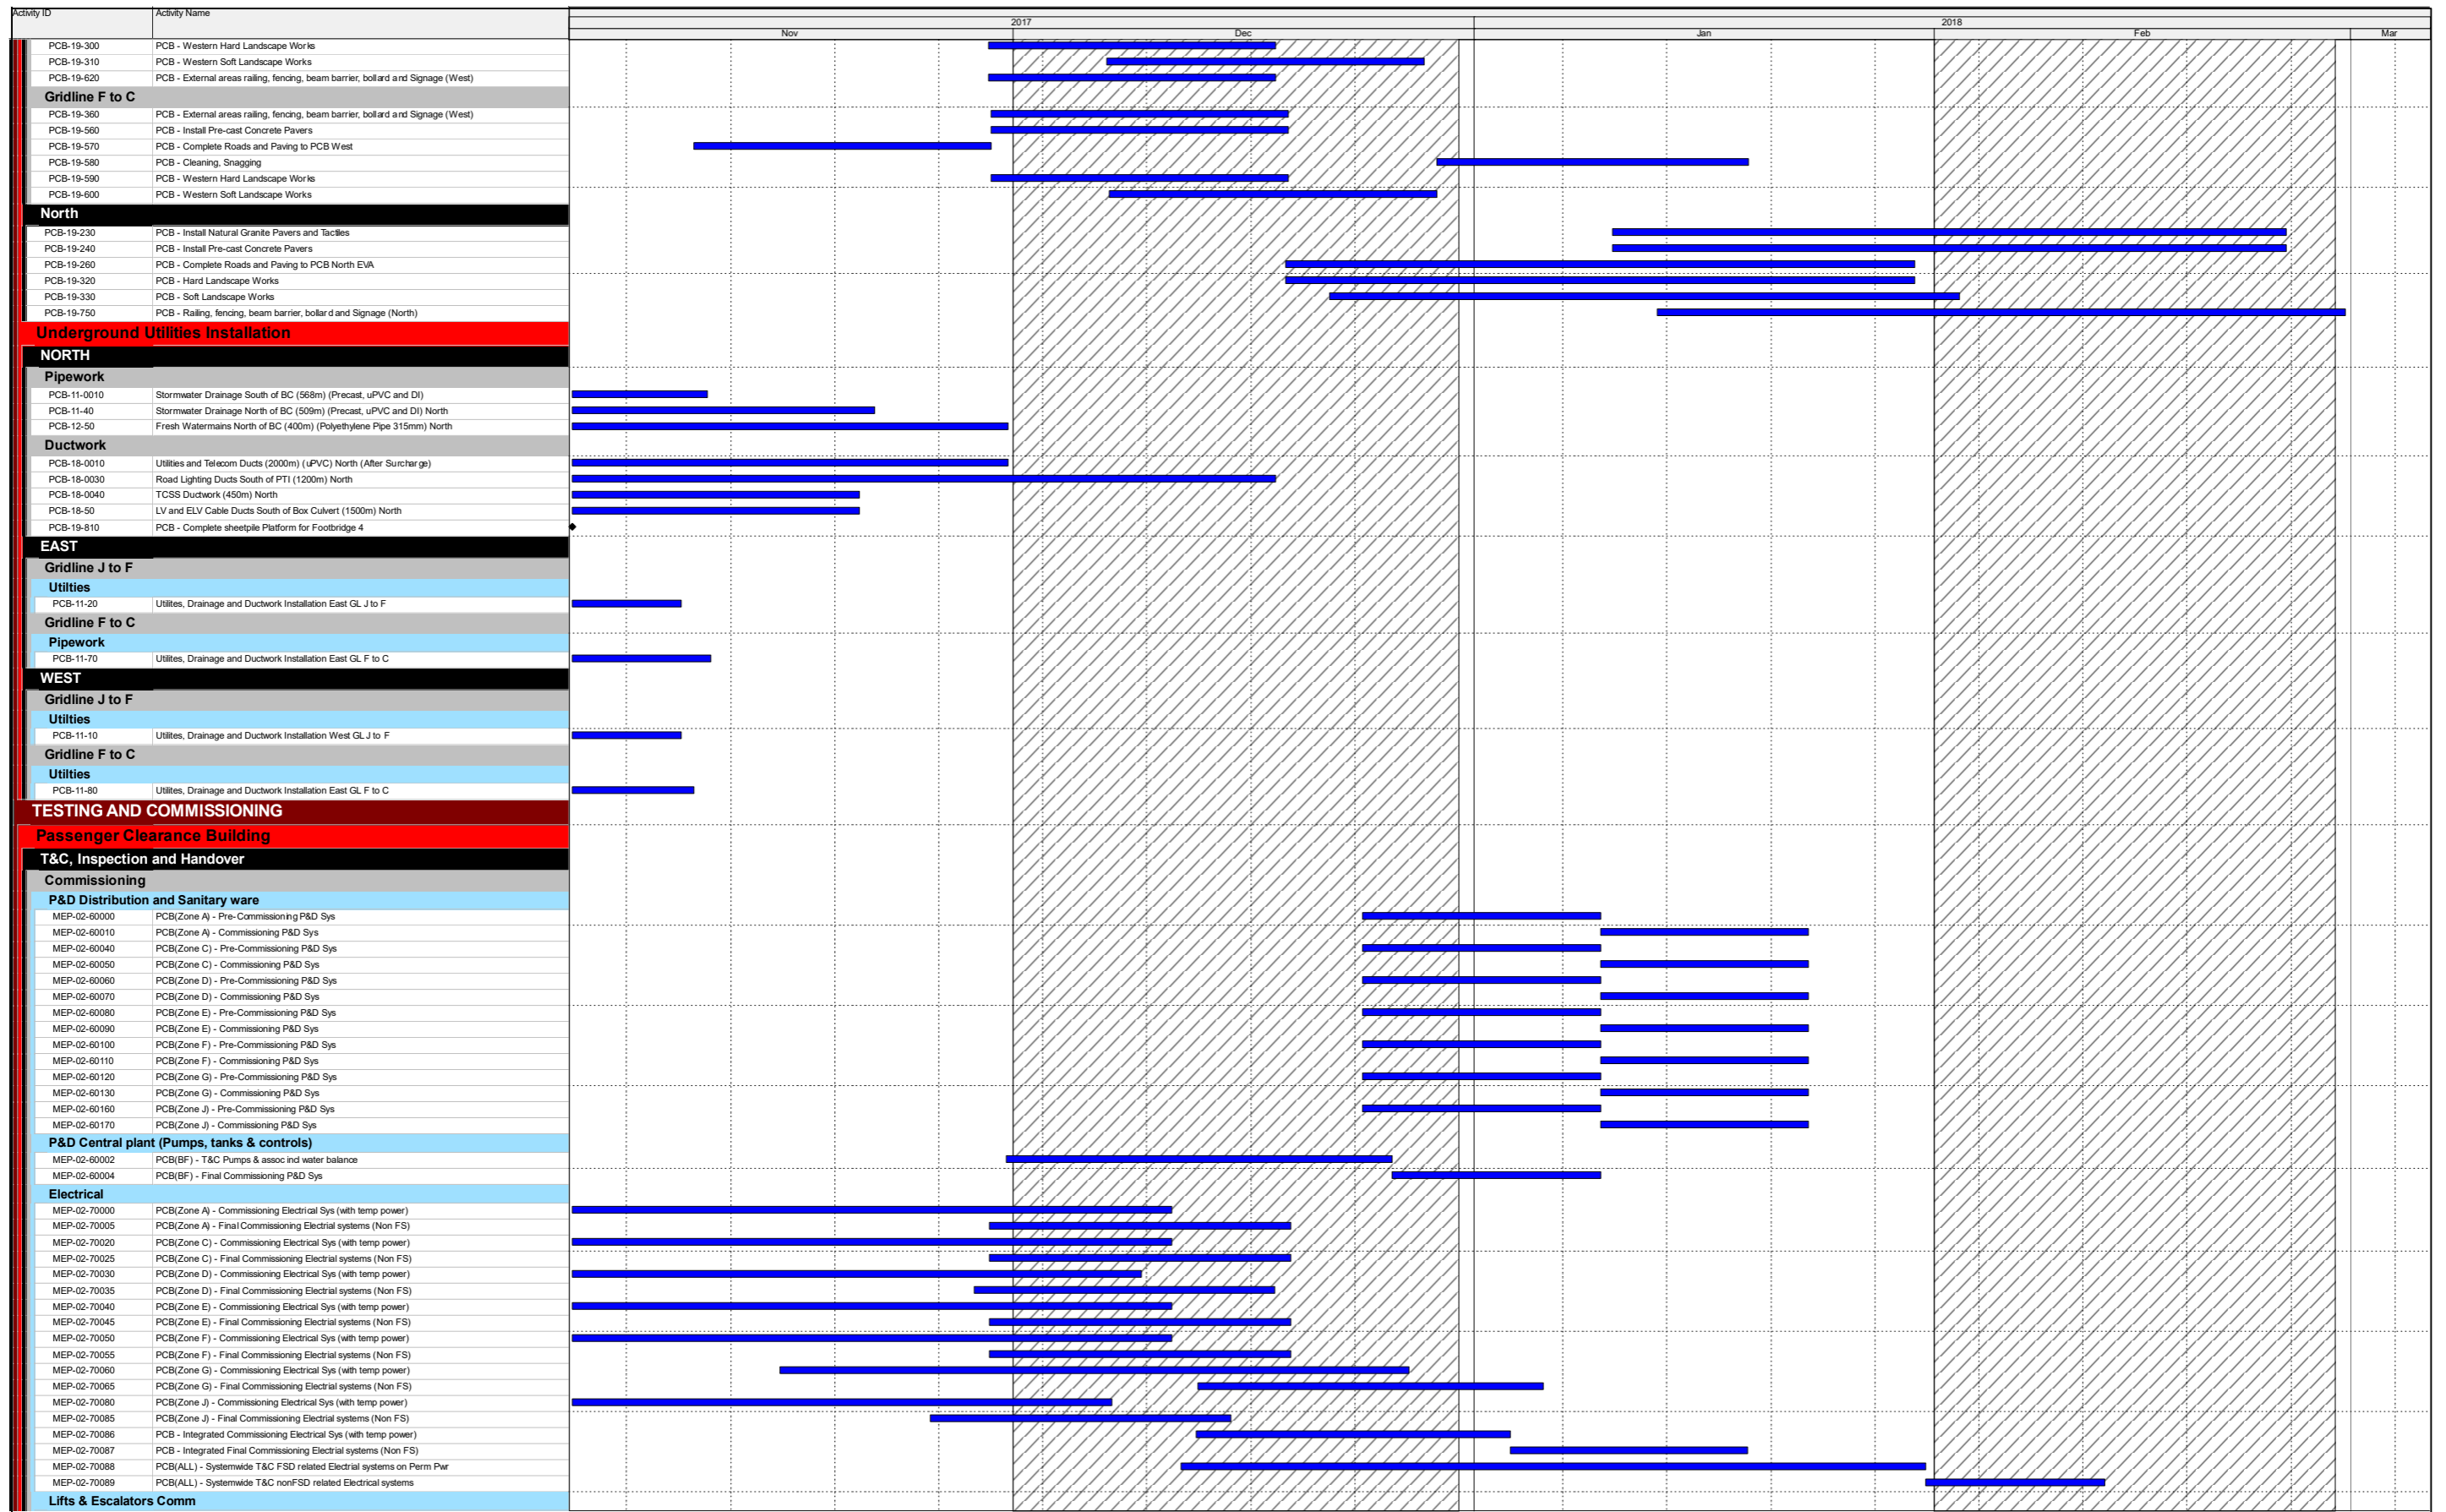 Activity ID Activity Name 2017 2018
Nov Dec Jan Feb Mar
PCB-19-300 PCB - Western Hard Landscape Works
PCB-19-310 PCB - Western Soft Landscape Works
PCB-19-620 PCB - External areas railing, fencing, beam barrier, bollard and Signage (West)
Gridline F to C
PCB-19-360 PCB - External areas railing, fencing, beam barrier, bollard and Signage (West)
PCB-19-560 PCB - Install Pre-cast Concrete Pavers
PCB-19-570 PCB - Complete Roads and Paving to PCB West
PCB-19-580 PCB - Cleaning, Snagging
PCB-19-590 PCB - Western Hard Landscape Works
PCB-19-600 PCB - Western Soft Landscape Works
North
PCB-19-230 PCB - Install Natural Granite Pavers and Tactiles
PCB-19-240 PCB - Install Pre-cast Concrete Pavers
PCB-19-260 PCB - Complete Roads and Paving to PCB North EVA
PCB-19-320 PCB - Hard Landscape Works
PCB-19-330 PCB - Soft Landscape Works
PCB-19-750 PCB - Railing, fencing, beam barrier, bollard and Signage (North)
Underground Utilities Installation
NORTH
Pipework
PCB-11-0010 Stormwater Drainage South of BC (568m) (Precast, uPVC and DI)
PCB-11-40 Stormwater Drainage North of BC (509m) (Precast, uPVC and DI) North
PCB-12-50 Fresh Watermains North of BC (400m) (Polyethylene Pipe 315mm) North
Ductwork
PCB-18-0010 Utilities and Telecom Ducts (2000m) (uPVC) North (After Surcharge)
PCB-18-0030 Road Lighting Ducts South of PTI (1200m) North
PCB-18-0040 TCSS Ductwork (450m) North
PCB-18-50 LV and ELV Cable Ducts South of Box Culvert (1500m) North
PCB-19-810 PCB - Complete sheetpile Platform for Footbridge 4
EAST
Gridline J to F
Utilties
PCB-11-20 Utilites, Drainage and Ductwork Installation East GL J to F
Gridline F to C
Pipework
PCB-11-70 Utilites, Drainage and Ductwork Installation East GL F to C
WEST
Gridline J to F
Utilties
PCB-11-10 Utilites, Drainage and Ductwork Installation West GL J to F
Gridline F to C
Utilties
PCB-11-80 Utilites, Drainage and Ductwork Installation East GL F to C
TESTING AND COMMISSIONING
Passenger Clearance Building
T&C, Inspection and Handover
Commissioning
P&D Distribution and Sanitary ware
MEP-02-60000 PCB(Zone A) - Pre-Commissioning P&D Sys
MEP-02-60010 PCB(Zone A) - Commissioning P&D Sys
MEP-02-60040 PCB(Zone C) - Pre-Commissioning P&D Sys
MEP-02-60050 PCB(Zone C) - Commissioning P&D Sys
MEP-02-60060 PCB(Zone D) - Pre-Commissioning P&D Sys
MEP-02-60070 PCB(Zone D) - Commissioning P&D Sys
MEP-02-60080 PCB(Zone E) - Pre-Commissioning P&D Sys
MEP-02-60090 PCB(Zone E) - Commissioning P&D Sys
MEP-02-60100 PCB(Zone F) - Pre-Commissioning P&D Sys
MEP-02-60110 PCB(Zone F) - Commissioning P&D Sys
MEP-02-60120 PCB(Zone G) - Pre-Commissioning P&D Sys
MEP-02-60130 PCB(Zone G) - Commissioning P&D Sys
MEP-02-60160 PCB(Zone J) - Pre-Commissioning P&D Sys
MEP-02-60170 PCB(Zone J) - Commissioning P&D Sys
P&D Central plant (Pumps, tanks & controls)
MEP-02-60002 PCB(BF) - T&C Pumps & assoc ind water balance
MEP-02-60004 PCB(BF) - Final Commissioning P&D Sys
Electrical
MEP-02-70000 PCB(Zone A) - Commissioning Electrical Sys (with temp power)
MEP-02-70005 PCB(Zone A) - Final Commissioning Electrial systems (Non FS)
MEP-02-70020 PCB(Zone C) - Commissioning Electrical Sys (with temp power)
MEP-02-70025 PCB(Zone C) - Final Commissioning Electrial systems (Non FS)
MEP-02-70030 PCB(Zone D) - Commissioning Electrical Sys (with temp power)
MEP-02-70035 PCB(Zone D) - Final Commissioning Electrial systems (Non FS)
MEP-02-70040 PCB(Zone E) - Commissioning Electrical Sys (with temp power)
MEP-02-70045 PCB(Zone E) - Final Commissioning Electrial systems (Non FS)
MEP-02-70050 PCB(Zone F) - Commissioning Electrical Sys (with temp power)
MEP-02-70055 PCB(Zone F) - Final Commissioning Electrial systems (Non FS)
MEP-02-70060 PCB(Zone G) - Commissioning Electrical Sys (with temp power)
MEP-02-70065 PCB(Zone G) - Final Commissioning Electrial systems (Non FS)
MEP-02-70080 PCB(Zone J) - Commissioning Electrical Sys (with temp power)
MEP-02-70085 PCB(Zone J) - Final Commissioning Electrial systems (Non FS)
MEP-02-70086 PCB - Integrated Commissioning Electrical Sys (with temp power)
MEP-02-70087 PCB - Integrated Final Commissioning Electrial systems (Non FS)
MEP-02-70088 PCB(ALL) - Systemwide T&C FSD related Electrial systems on Perm Pwr
MEP-02-70089 PCB(ALL) - Systemwide T&C nonFSD related Electrical systems
Lifts & Escalators Comm